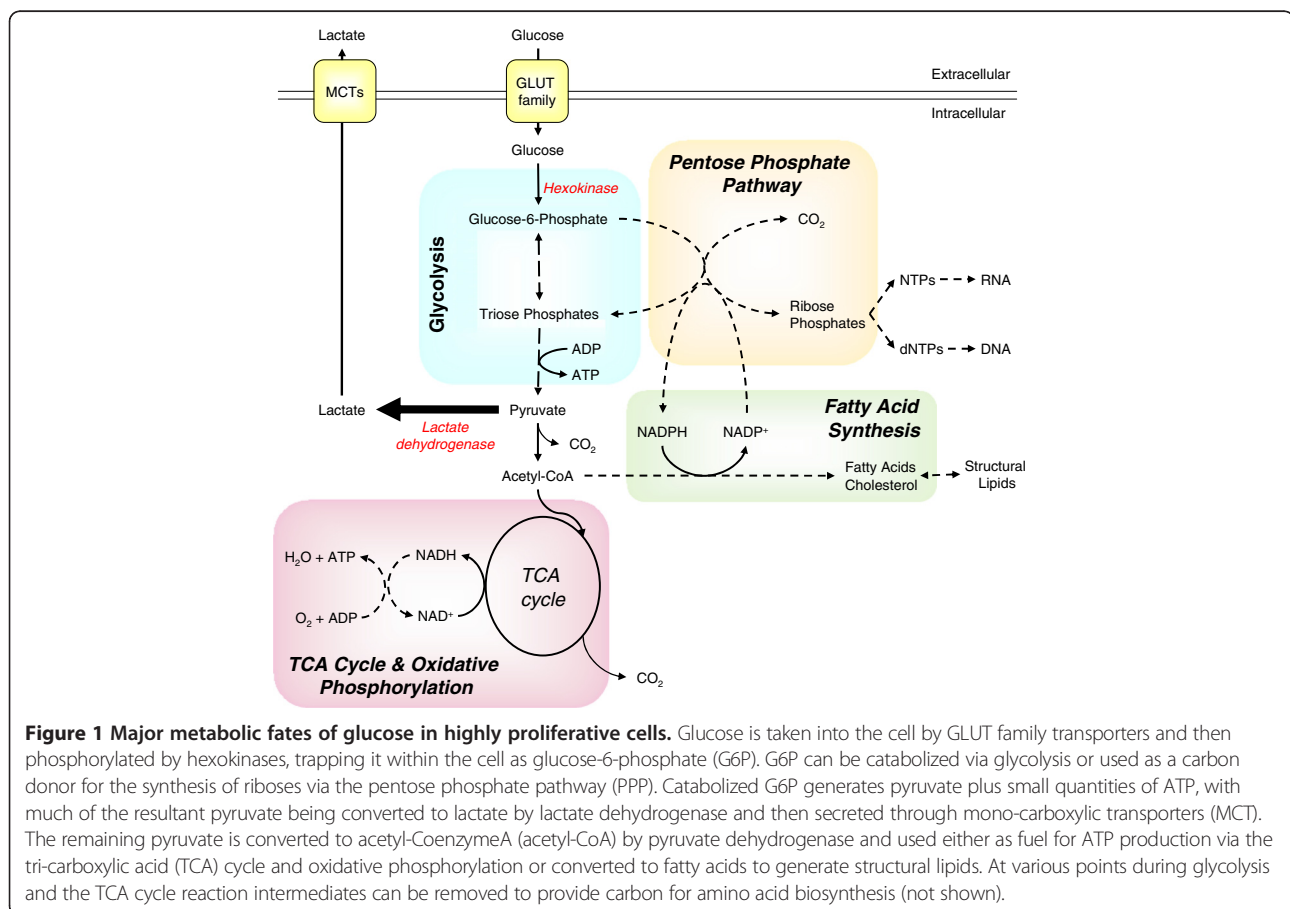 Lactate
Glucose
MCTs
GLUT
family
Extracellular
Intracellular
Glucose
Pentose Phosphate
Pathway
Hexokinase
Glucose-6-Phosphate
CO₂
Glycolysis
Triose Phosphates
Ribose
Phosphates
NTPs
RNA
dNTPs
DNA
ADP
ATP
Lactate
Pyruvate
Lactate
dehydrogenase
CO₂
Fatty Acid
Synthesis
NADPH
NADP⁺
Acetyl-CoA
Fatty Acids
Cholesterol
Structural
Lipids
H₂O + ATP
NADH
TCA
cycle
O₂ + ADP
NAD⁺
TCA Cycle & Oxidative
Phosphorylation
CO₂
Figure 1 Major metabolic fates of glucose in highly proliferative cells. Glucose is taken into the cell by GLUT family transporters and then
phosphorylated by hexokinases, trapping it within the cell as glucose-6-phosphate (G6P). G6P can be catabolized via glycolysis or used as a carbon
donor for the synthesis of riboses via the pentose phosphate pathway (PPP). Catabolized G6P generates pyruvate plus small quantities of ATP, with
much of the resultant pyruvate being converted to lactate by lactate dehydrogenase and then secreted through mono-carboxylic transporters (MCT).
The remaining pyruvate is converted to acetyl-CoenzymeA (acetyl-CoA) by pyruvate dehydrogenase and used either as fuel for ATP production via the
tri-carboxylic acid (TCA) cycle and oxidative phosphorylation or converted to fatty acids to generate structural lipids. At various points during glycolysis
and the TCA cycle reaction intermediates can be removed to provide carbon for amino acid biosynthesis (not shown).